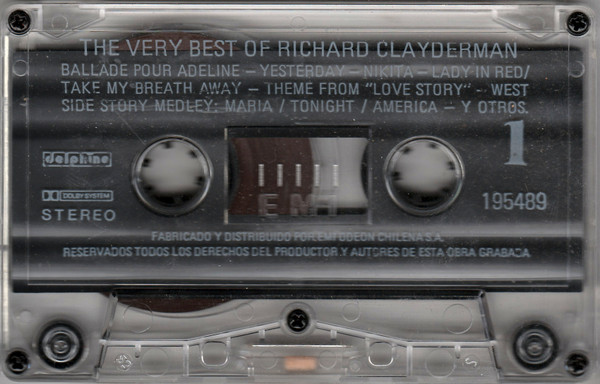 THE VERY BEST OF RICHARD CLAYDERMAN
BALLADE POUR ADELINE – YESTERDAY – NIKITA – LADY IN RED/
TAKE MY BREATH AWAY – THEME FROM "LOVE STORY" – WEST
SIDE STORY MEDLEY: MARIA / TONIGHT / AMERICA – Y OTROS.
1
delphine
DOLBY SYSTEM
STEREO
EMI
195489
FABRICADO Y DISTRIBUIDO POR EMI ODEON CHILENA S.A.
RESERVADOS TODOS LOS DERECHOS DEL PRODUCTOR Y AUTORES DE ESTA OBRA GRABADA